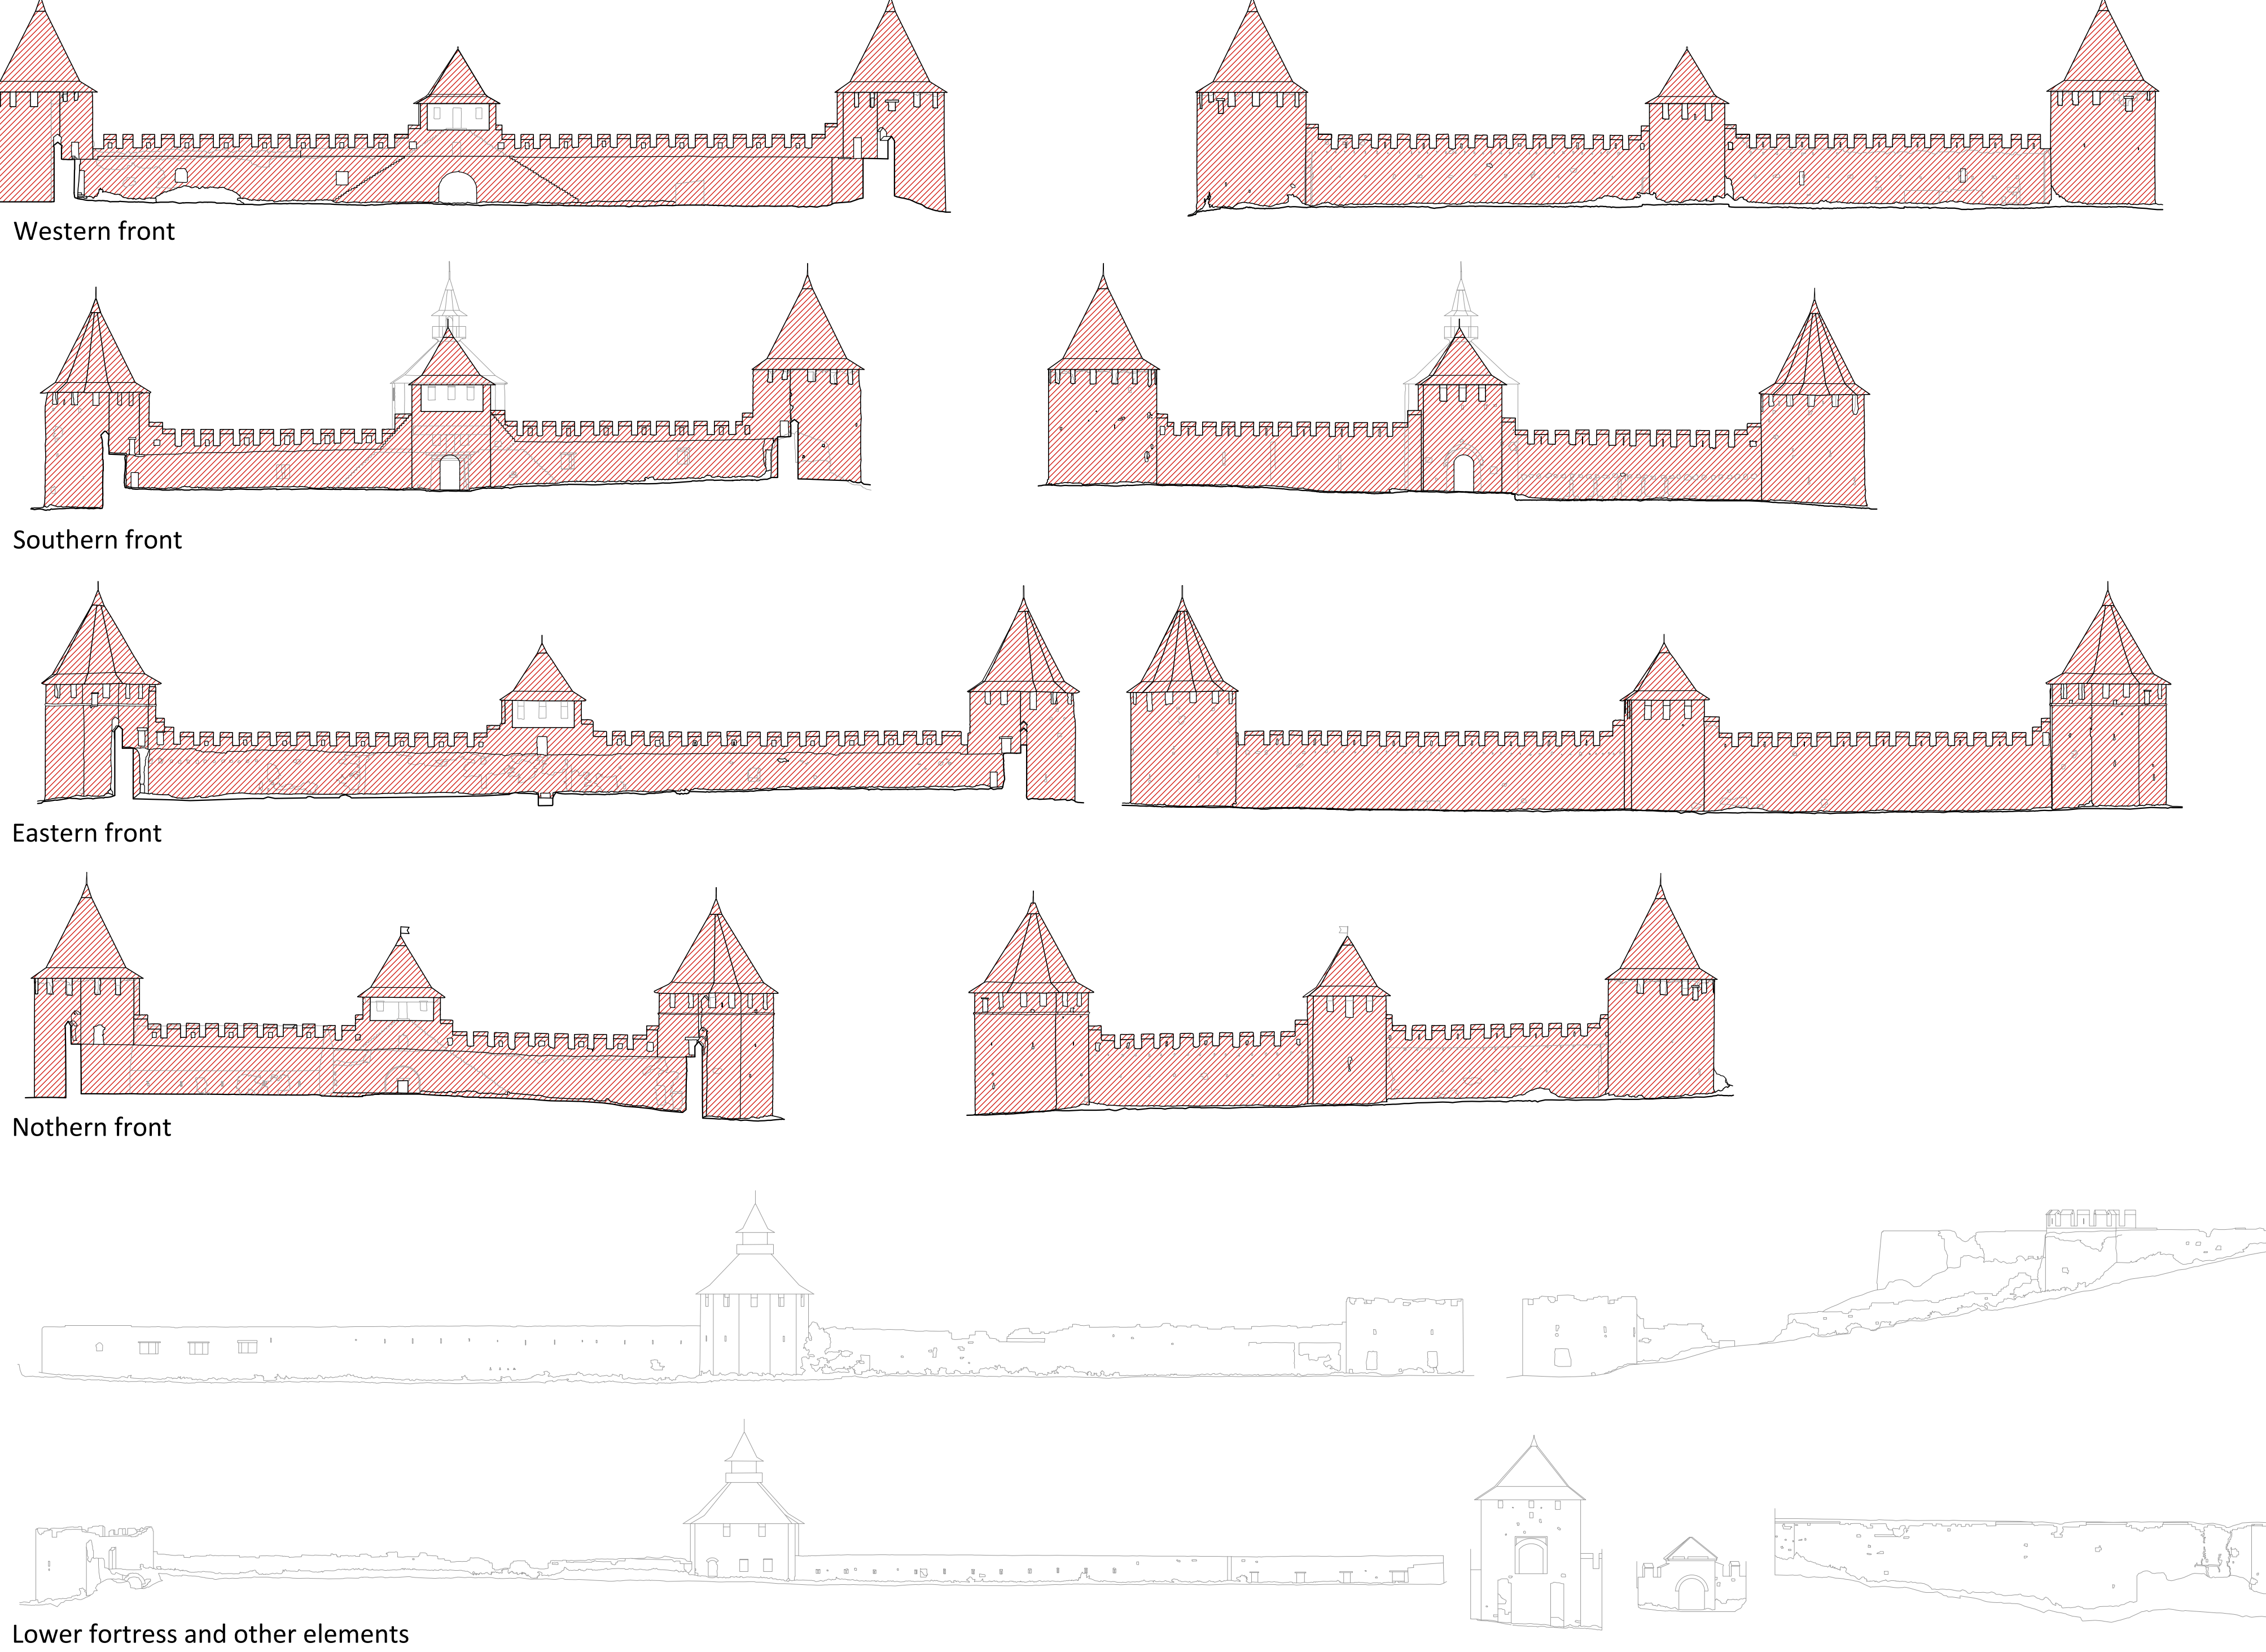 Western front
Southern front
Eastern front
Nothern front
Lower fortress and other elements